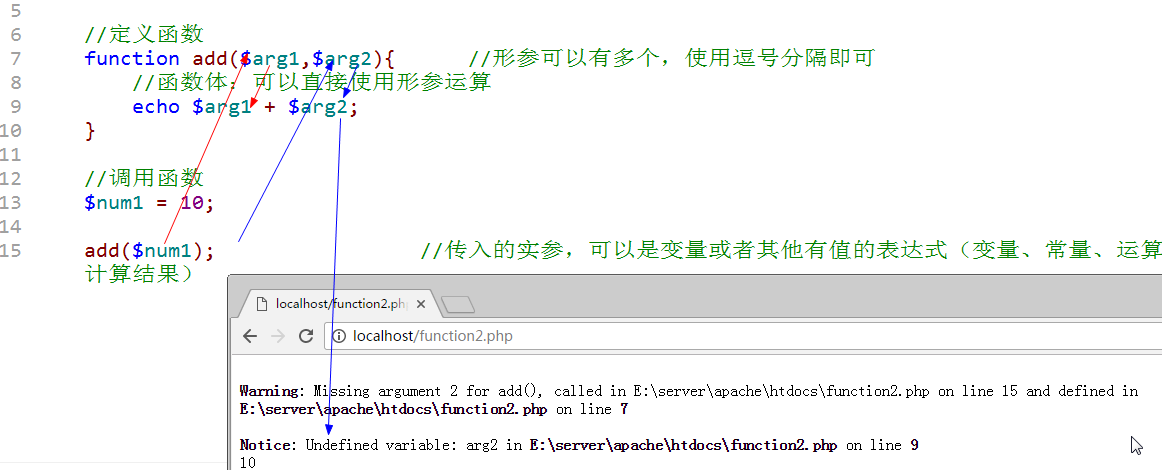 5
6 //定义函数
7 function add($arg1,$arg2){ //形参可以有多个，使用逗号分隔即可
8 //函数体：可以直接使用形参运算
9 echo $arg1 + $arg2;
10 }
11
12 //调用函数
13 $num1 = 10;
14
15 add($num1); //传入的实参，可以是变量或者其他有值的表达式（变量、常量、运算
计算结果）
localhost/function2.php
localhost/function2.php
Warning: Missing argument 2 for add(), called in E:\server\apache\htdocs\function2.php on line 15 and defined in
E:\server\apache\htdocs\function2.php on line 7
Notice: Undefined variable: arg2 in E:\server\apache\htdocs\function2.php on line 9
10